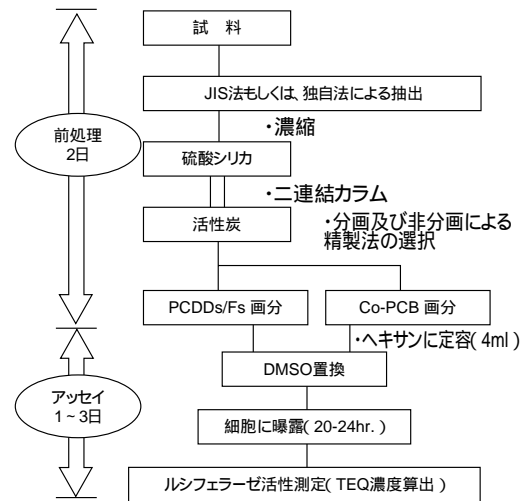 試 料
JIS法もしくは、独自法による抽出
・濃縮
前処理
2日
硫酸シリカ
・二連結カラム
活性炭
・分画及び非分画による
精製法の選択
PCDDs/Fs 画分
Co-PCB 画分
・ヘキサンに定容(4ml)
DMSO置換
アッセイ
1~3日
細胞に曝露(20-24hr.)
ルシフェラーゼ活性測定(TEQ濃度算出)